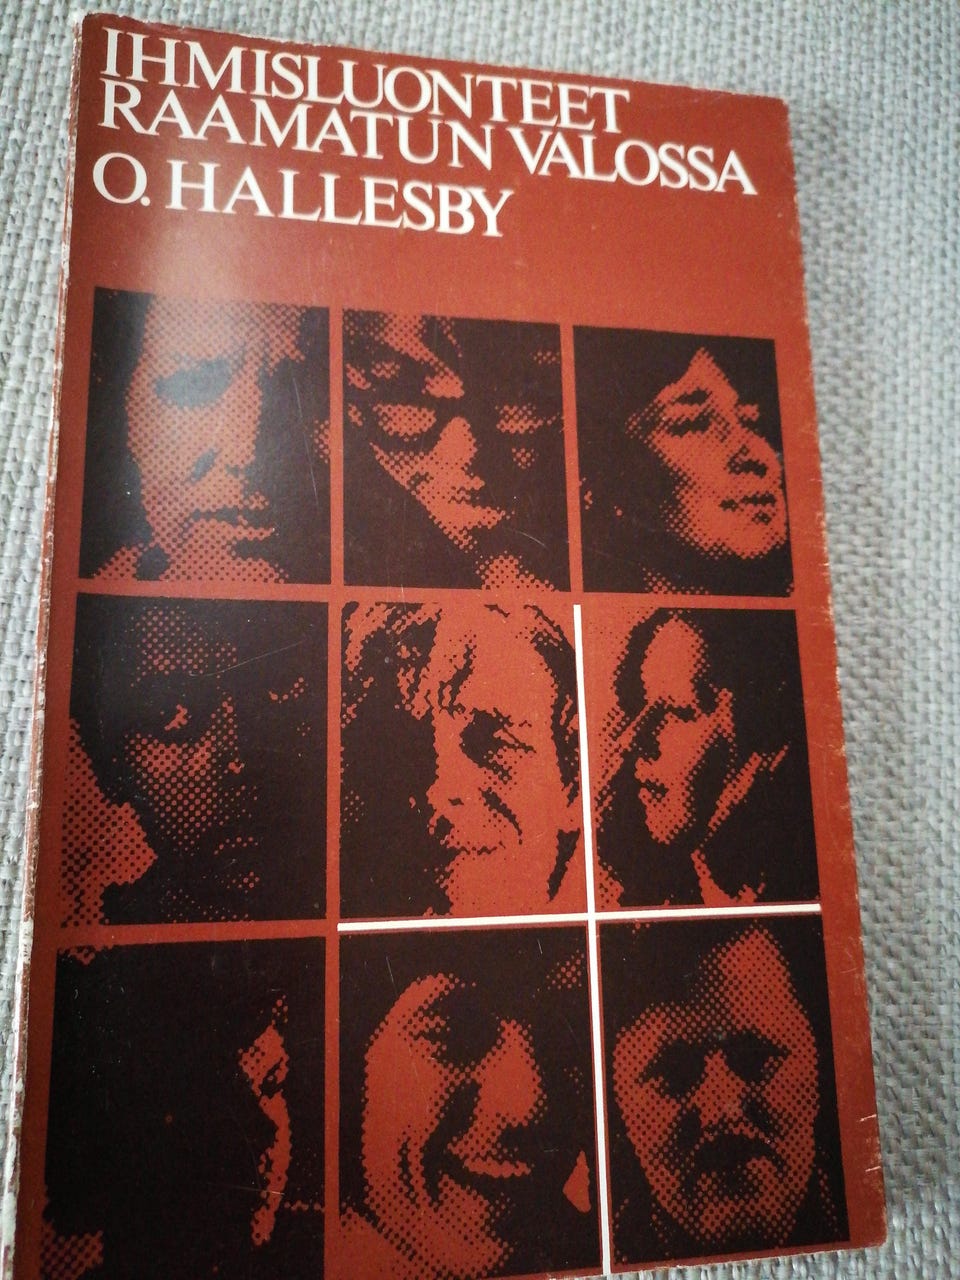 IHMISLUONTEET
RAAMATUN VALOSSA
O. HALLESBY